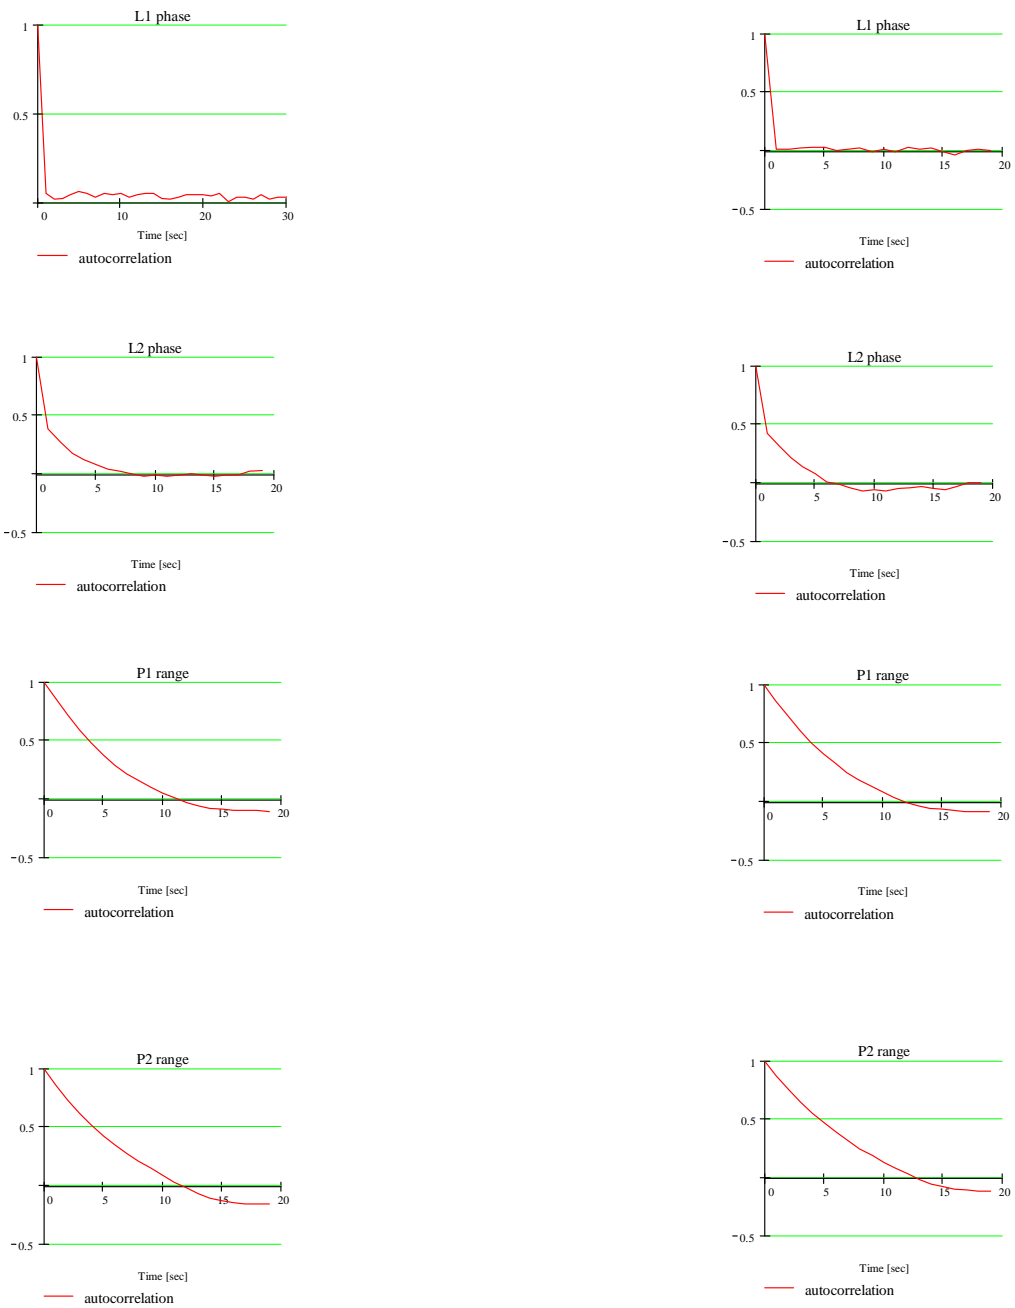 L1 phase
1
0.5
0 10 20 30
Time [sec]
autocorrelation
L1 phase
1
0.5
0 5 10 15 20
−0.5
Time [sec]
autocorrelation
L2 phase
1
0.5
0 5 10 15 20
−0.5
Time [sec]
autocorrelation
L2 phase
1
0.5
0 5 10 15 20
−0.5
Time [sec]
autocorrelation
P1 range
1
0.5
0 5 10 15 20
−0.5
Time [sec]
autocorrelation
P1 range
1
0.5
0 5 10 15 20
−0.5
Time [sec]
autocorrelation
P2 range
1
0.5
0 5 10 15 20
−0.5
Time [sec]
autocorrelation
P2 range
1
0.5
0 5 10 15 20
−0.5
Time [sec]
autocorrelation